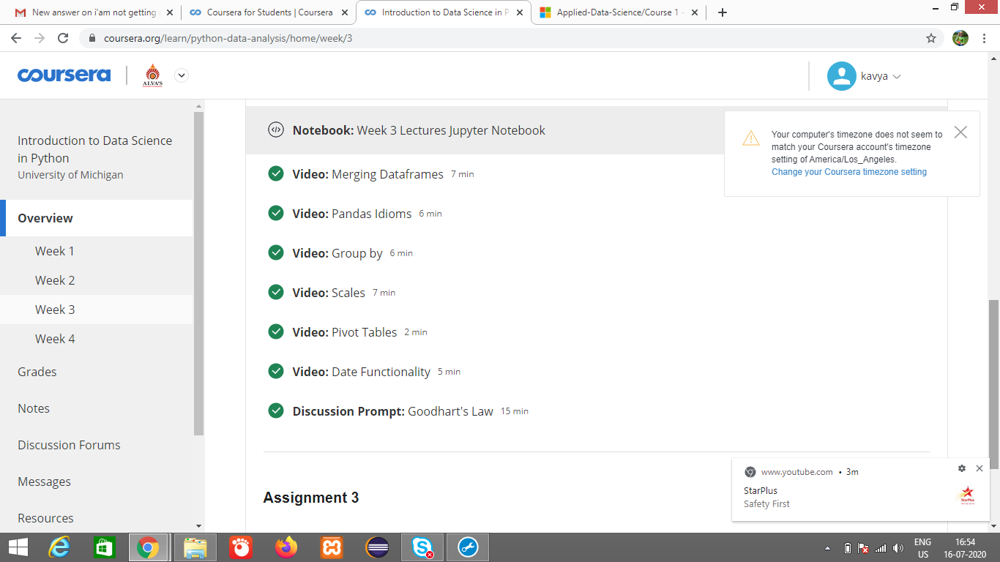 New answer on i'am not getting
Coursera for Students | Coursera
Introduction to Data Science in P
Applied-Data-Science/Course 1 -
coursera.org/learn/python-data-analysis/home/week/3
coursera
ALVA'S
kavya
Introduction to Data Science
in Python
University of Michigan
Overview
Week 1
Week 2
Week 3
Week 4
Grades
Notes
Discussion Forums
Messages
Resources
Notebook: Week 3 Lectures Jupyter Notebook
Video: Merging Dataframes 7 min
Video: Pandas Idioms 6 min
Video: Group by 6 min
Video: Scales 7 min
Video: Pivot Tables 2 min
Video: Date Functionality 5 min
Discussion Prompt: Goodhart's Law 15 min
Assignment 3
Your computer's timezone does not seem to
match your Coursera account's timezone
setting of America/Los_Angeles.
Change your Coursera timezone setting
www.youtube.com • 3m
StarPlus
Safety First
StarPlus
ENG
US
16:54
16-07-2020